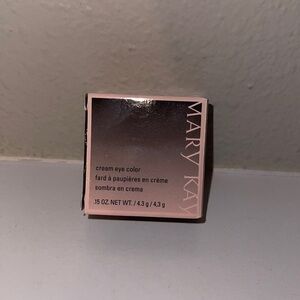 MARY KAY
cream eye color
fard à paupières en crème
sombra en creme
.15 OZ. NET WT. / 4.3 g / 4,3 g